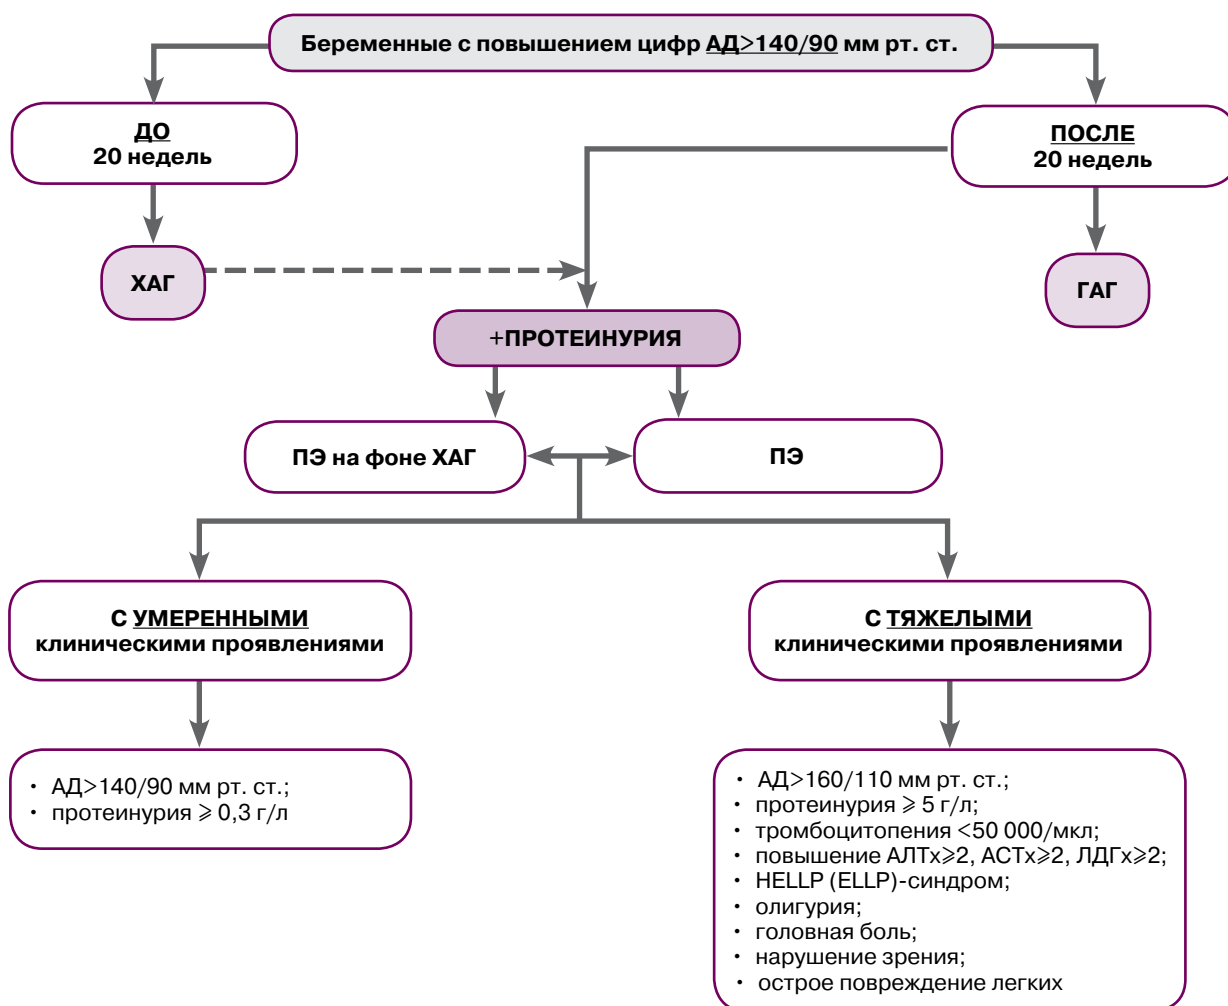 Беременные с повышением цифр АД>140/90 мм рт. ст.
ДО
20 недель
ПОСЛЕ
20 недель
ХАГ
ГАГ
+ПРОТЕИНУРИЯ
ПЭ на фоне ХАГ
ПЭ
С УМЕРЕННЫМИ
клиническими проявлениями
С ТЯЖЕЛЫМИ
клиническими проявлениями
· АД>140/90 мм рт. ст.;
· протеинурия ⩾ 0,3 г/л
· АД>160/110 мм рт. ст.;
· протеинурия ⩾ 5 г/л;
· тромбоцитопения <50 000/мкл;
· повышение АЛТх⩾2, АСТх⩾2, ЛДГх⩾2;
· HELLP (ELLP)-синдром;
· олигурия;
· головная боль;
· нарушение зрения;
· острое повреждение легких